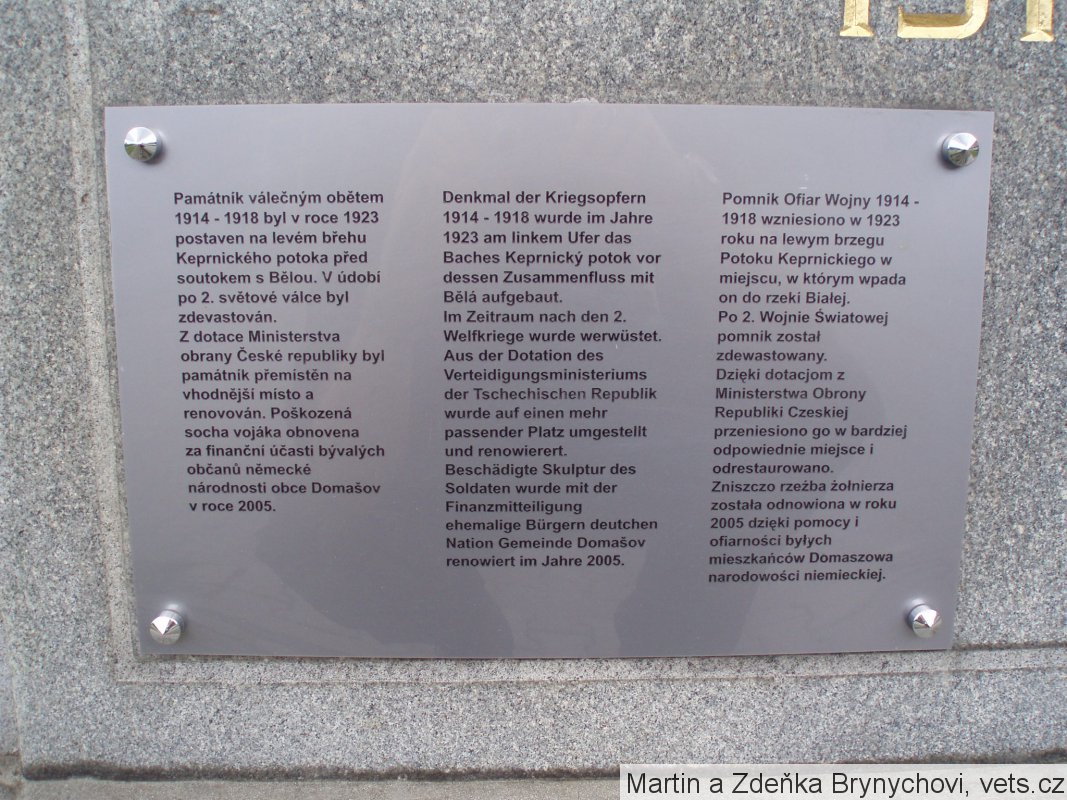 Památník válečným obětem
1914 - 1918 byl v roce 1923
postaven na levém břehu
Keprnického potoka před
soutokem s Bělou. V údobí
po 2. světové válce byl
zdevastován.
Z dotace Ministerstva
obrany České republiky byl
památník přemístěn na
vhodnější místo a
renovován. Poškozená
socha vojáka obnovena
za finanční účasti bývalých
občanů německé
národnosti obce Domašov
v roce 2005.
Denkmal der Kriegsopfern
1914 - 1918 wurde im Jahre
1923 am linkem Ufer das
Baches Keprnický potok vor
dessen Zusammenfluss mit
Bělá aufgebaut.
Im Zeitraum nach den 2.
Welfkriege wurde werwüstet.
Aus der Dotation des
Verteidigungsministeriums
der Tschechischen Republik
wurde auf einen mehr
passender Platz umgestellt
und renowierert.
Beschädigte Skulptur des
Soldaten wurde mit der
Finanzmitteiligung
ehemalige Bürgern deutchen
Nation Gemeinde Domašov
renowiert im Jahre 2005.
Pomnik Ofiar Wojny 1914 -
1918 wzniesiono w 1923
roku na lewym brzegu
Potoku Keprnickiego w
miejscu, w którym wpada
on do rzeki Białej.
Po 2. Wojnie Światowej
pomnik został
zdewastowany.
Dzięki dotacjom z
Ministerstwa Obrony
Republiki Czeskiej
przeniesiono go w bardziej
odpowiednie miejsce i
odrestaurowano.
Zniszczo rzeźba żołnierza
została odnowiona w roku
2005 dzięki pomocy i
ofiarności byłych
mieszkańców Domaszowa
narodowości niemieckiej.
Martin a Zdeňka Brynychovi, vets.cz